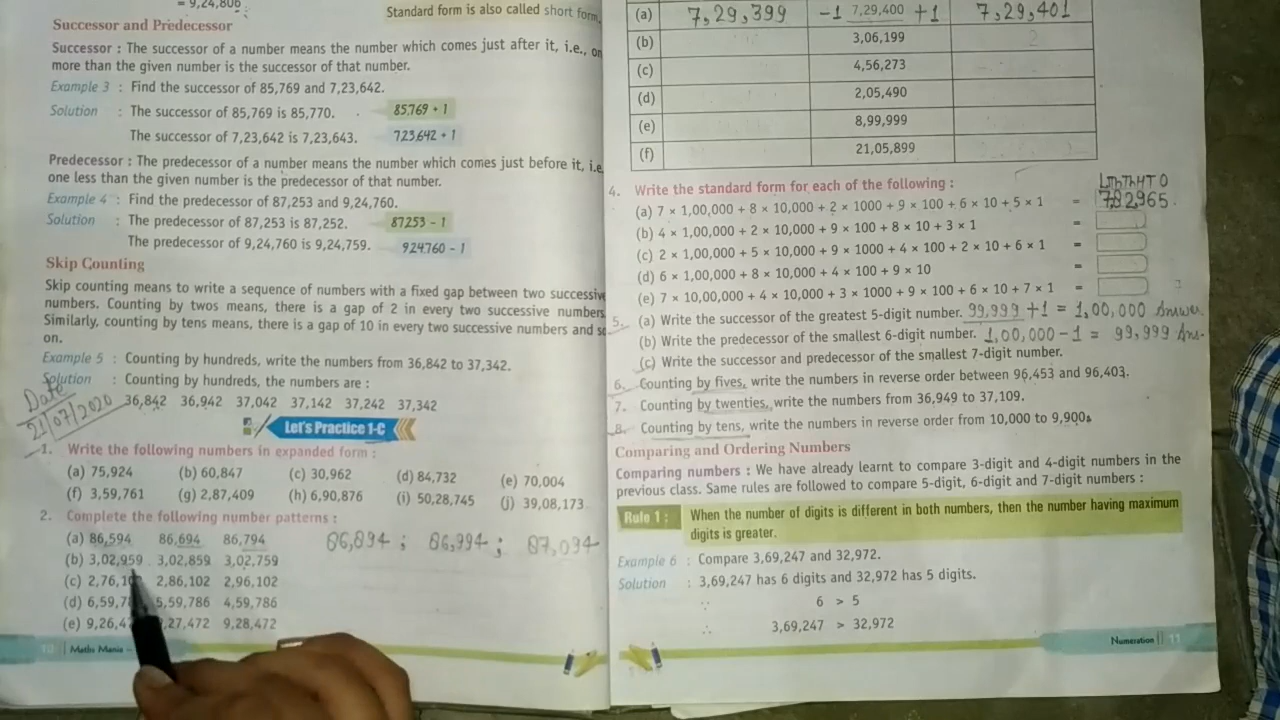 = 9,24,806
Standard form is also called short form.
Successor and Predecessor
Successor : The successor of a number means the number which comes just after it, i.e., on
more than the given number is the successor of that number.
Example 3 : Find the successor of 85,769 and 7,23,642.
Solution : The successor of 85,769 is 85,770. 85,769 + 1
The successor of 7,23,642 is 7,23,643. 723,642 + 1
Predecessor : The predecessor of a number means the number which comes just before it, i.e.
one less than the given number is the predecessor of that number.
Example 4 : Find the predecessor of 87,253 and 9,24,760.
Solution : The predecessor of 87,253 is 87,252. 87253 - 1
The predecessor of 9,24,760 is 9,24,759. 924760 - 1
Skip Counting
Skip counting means to write a sequence of numbers with a fixed gap between two successive
numbers. Counting by twos means, there is a gap of 2 in every two successive numbers.
Similarly, counting by tens means, there is a gap of 10 in every two successive numbers and so
on.
Example 5 : Counting by hundreds, write the numbers from 36,842 to 37,342.
Solution : Counting by hundreds, the numbers are :
36,842 36,942 37,042 37,142 37,242 37,342
Date
21/07/2020
Let's Practice 1-C
1. Write the following numbers in expanded form :
(a) 75,924 (b) 60,847 (c) 30,962 (d) 84,732 (e) 70,004
(f) 3,59,761 (g) 2,87,409 (h) 6,90,876 (i) 50,28,745 (j) 39,08,173
2. Complete the following number patterns :
(a) 86,594 86,694 86,794 86,894 ; 86,994 ; 87,094
(b) 3,02,959 3,02,859 3,02,759
(c) 2,76,10 2,86,102 2,96,102
(d) 6,59,7 5,59,786 4,59,786
(e) 9,26,4 ,27,472 9,28,472
Maths Mania
(a) 7,29,399 -1 7,29,400 +1 7,29,401
(b) 3,06,199
(c) 4,56,273
(d) 2,05,490
(e) 8,99,999
(f) 21,05,899
4. Write the standard form for each of the following :
L TTh Th H T O
(a) 7 × 1,00,000 + 8 × 10,000 + 2 × 1000 + 9 × 100 + 6 × 10 + 5 × 1 = 782965
(b) 4 × 1,00,000 + 2 × 10,000 + 9 × 100 + 8 × 10 + 3 × 1 =
(c) 2 × 1,00,000 + 5 × 10,000 + 9 × 1000 + 4 × 100 + 2 × 10 + 6 × 1 =
(d) 6 × 1,00,000 + 8 × 10,000 + 4 × 100 + 9 × 10 =
(e) 7 × 10,00,000 + 4 × 10,000 + 3 × 1000 + 9 × 100 + 6 × 10 + 7 × 1 =
5. (a) Write the successor of the greatest 5-digit number. 99,999 + 1 = 1,00,000 Answer
(b) Write the predecessor of the smallest 6-digit number. 1,00,000 - 1 = 99,999 Ans.
(c) Write the successor and predecessor of the smallest 7-digit number.
6. Counting by fives, write the numbers in reverse order between 96,453 and 96,403.
7. Counting by twenties, write the numbers from 36,949 to 37,109.
8. Counting by tens, write the numbers in reverse order from 10,000 to 9,900.
Comparing and Ordering Numbers
Comparing numbers : We have already learnt to compare 3-digit and 4-digit numbers in the
previous class. Same rules are followed to compare 5-digit, 6-digit and 7-digit numbers :
Rule 1 : When the number of digits is different in both numbers, then the number having maximum
digits is greater.
Example 6 : Compare 3,69,247 and 32,972.
Solution : 3,69,247 has 6 digits and 32,972 has 5 digits.
∵ 6 > 5
∴ 3,69,247 > 32,972
Numeration 11